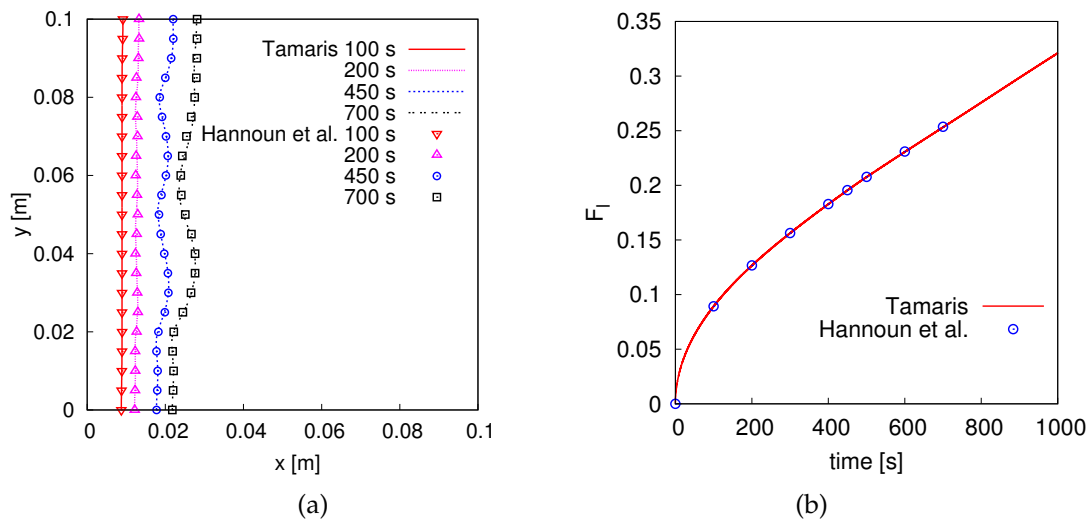 0.1
0.08
0.06
0.04
0.02
0
y [m]
0 0.02 0.04 0.06 0.08 0.1
x [m]
Tamaris 100 s
200 s
450 s
700 s
Hannoun et al. 100 s
200 s
450 s
700 s
(a)
0.35
0.3
0.25
0.2
0.15
0.1
0.05
0
F_l
0 200 400 600 800 1000
time [s]
Tamaris
Hannoun et al.
(b)